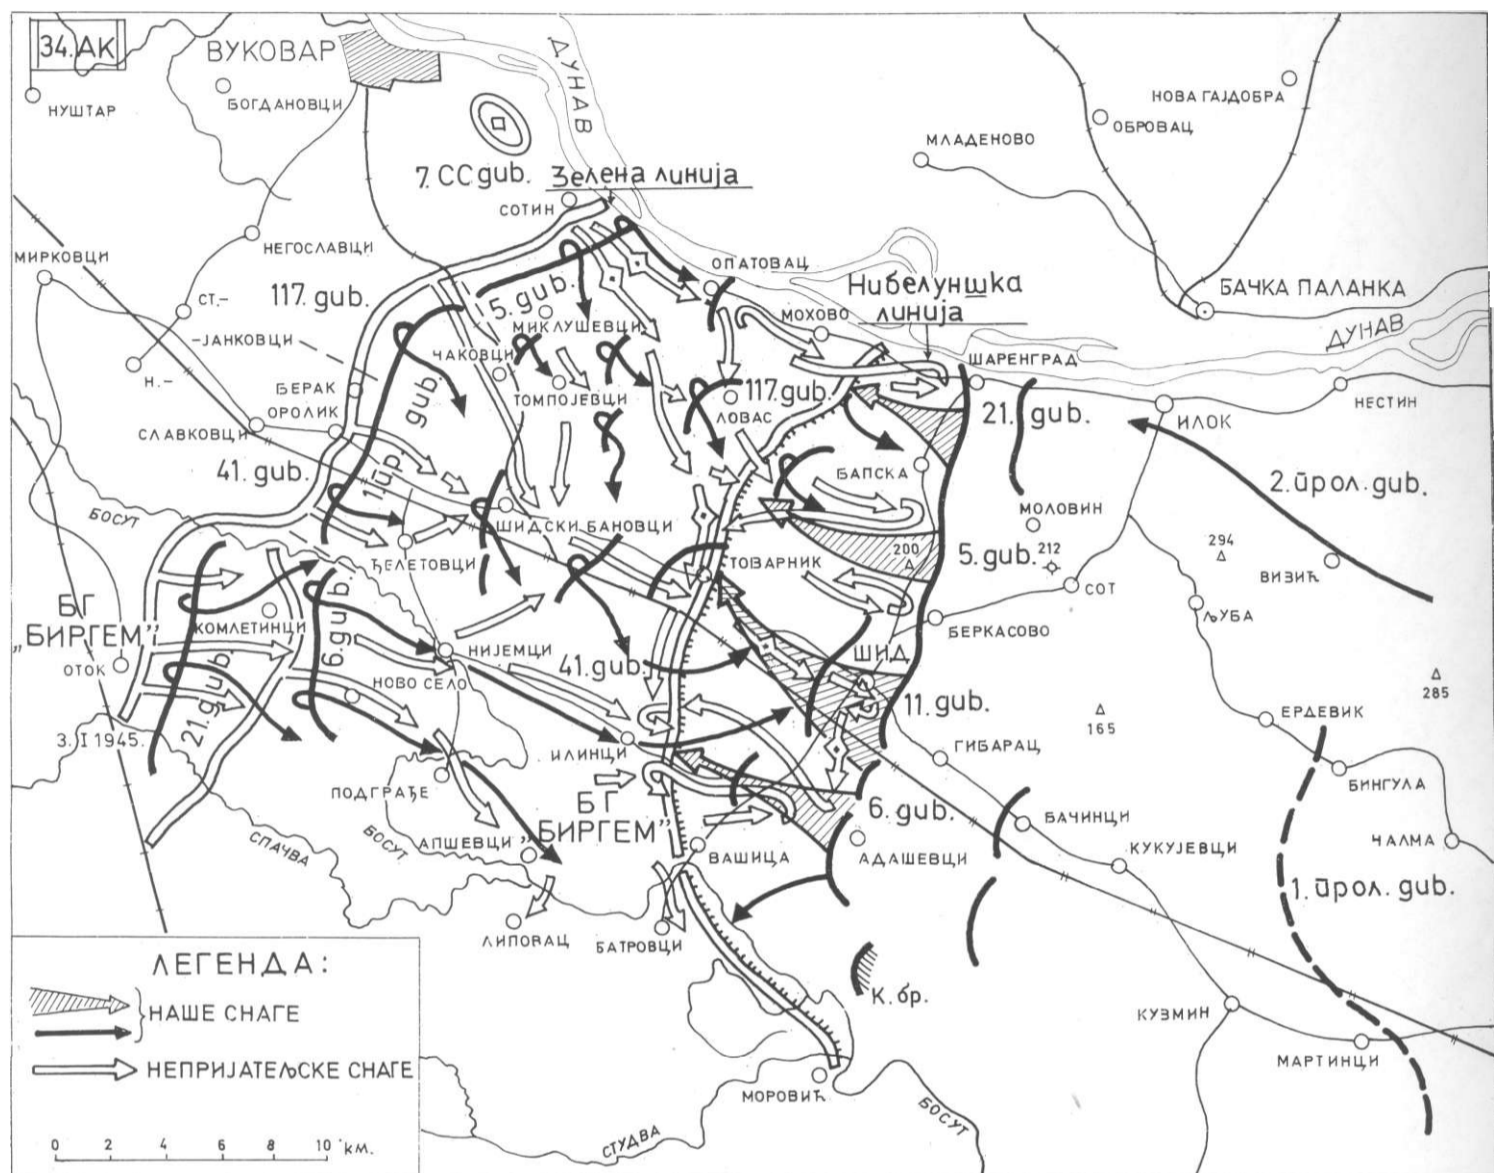 34. АК
ВУКОВАР
НУШТАР
БОГДАНОВЦИ
ДУНАВ
НОВА ГАЈДОБРА
ОБРОВАЦ
МЛАДЕНОВО
7. СС див.
Зелена линија
СОТИН
НЕГОСЛАВЦИ
МИРКОВЦИ
117. див.
СТ.-
-ЈАНКОВЦИ
Н.-
5. див.
МИКЛУШЕВЦИ
ОПАТОВАЦ
Нибелуншка
линија
МОХОВО
БАЧКА ПАЛАНКА
ДУНАВ
ШАРЕНГРАД
ЧАКОВЦИ
БЕРАК
ОРОЛИК
СЛАВКОВЦИ
ТОМПОЈЕВЦИ
117. див.
ЛОВАС
21. див.
ИЛОК
НЕСТИН
41. див.
1. пр. див.
БАПСКА
2. прол. див.
БОСУТ
ШИДСКИ БАНОВЦИ
МОЛОВИН
ЂЕЛЕТОВЦИ
ТОВАРНИК
200
5. див.
212
294
ВИЗИЋ
СОТ
ЉУБА
БГ
„БИРГЕМ”
КОМЛЕТИНЦИ
6. див.
БЕРКАСОВО
ОТОК
НИЈЕМЦИ
41. див.
ШИД
НОВО СЕЛО
21. див.
3. I 1945.
11. див.
165
285
ЕРДЕВИК
ГИБАРАЦ
ИЛИНЦИ
БИНГУЛА
ПОДГРАЂЕ
БГ
„БИРГЕМ”
6. див.
БАЧИНЦИ
ЧАЛМА
СПАЧВА
БОСУТ
АПШЕВЦИ
ВАШИЦА
АДАШЕВЦИ
КУКУЈЕВЦИ
1. прол. див.
ЛИПОВАЦ
БАТРОВЦИ
К. бр.
КУЗМИН
МАРТИНЦИ
МОРОВИЋ
БОСУТ
СТУДВА
ЛЕГЕНДА:
НАШЕ СНАГЕ
НЕПРИЈАТЕЉСКЕ СНАГЕ
0 2 4 6 8 10 км.